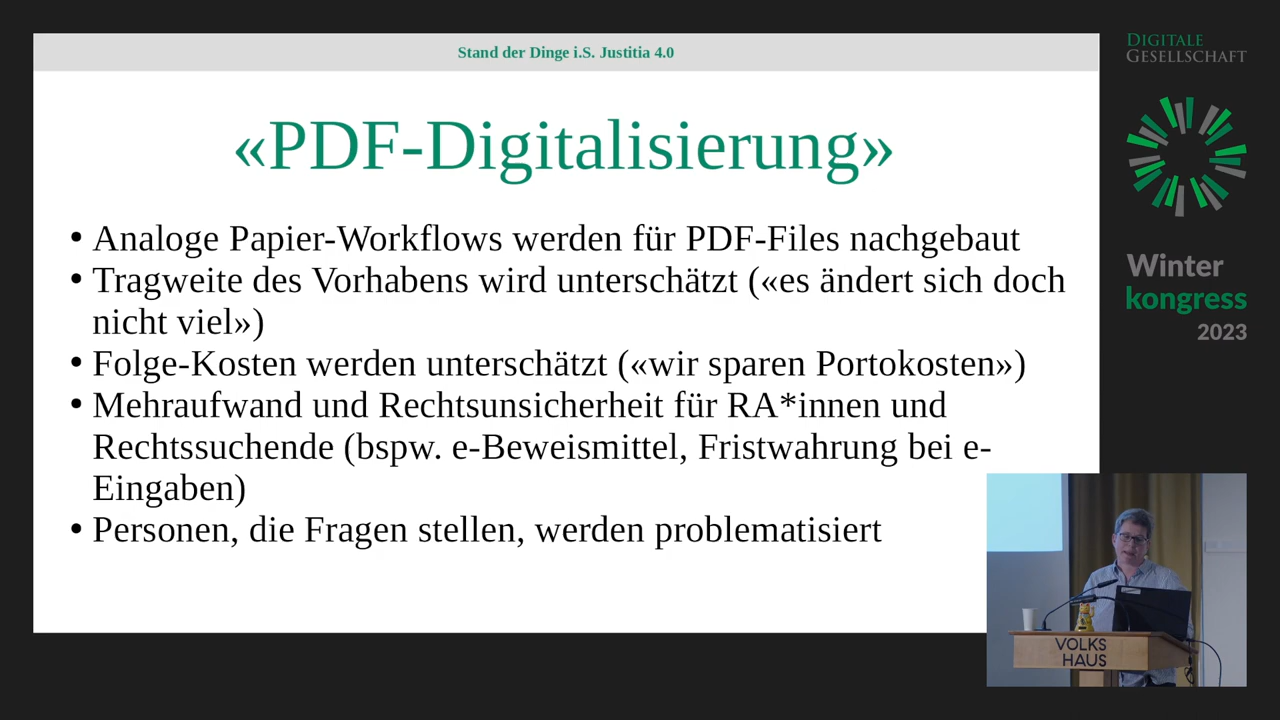 Stand der Dinge i.S. Justitia 4.0
«PDF-Digitalisierung»
• Analoge Papier-Workflows werden für PDF-Files nachgebaut
• Tragweite des Vorhabens wird unterschätzt («es ändert sich doch
nicht viel»)
• Folge-Kosten werden unterschätzt («wir sparen Portokosten»)
• Mehraufwand und Rechtsunsicherheit für RA*innen und
Rechtssuchende (bspw. e-Beweismittel, Fristwahrung bei e-
Eingaben)
• Personen, die Fragen stellen, werden problematisiert
DIGITALE
GESELLSCHAFT
Winter
kongress
2023
VOLKS
HAUS